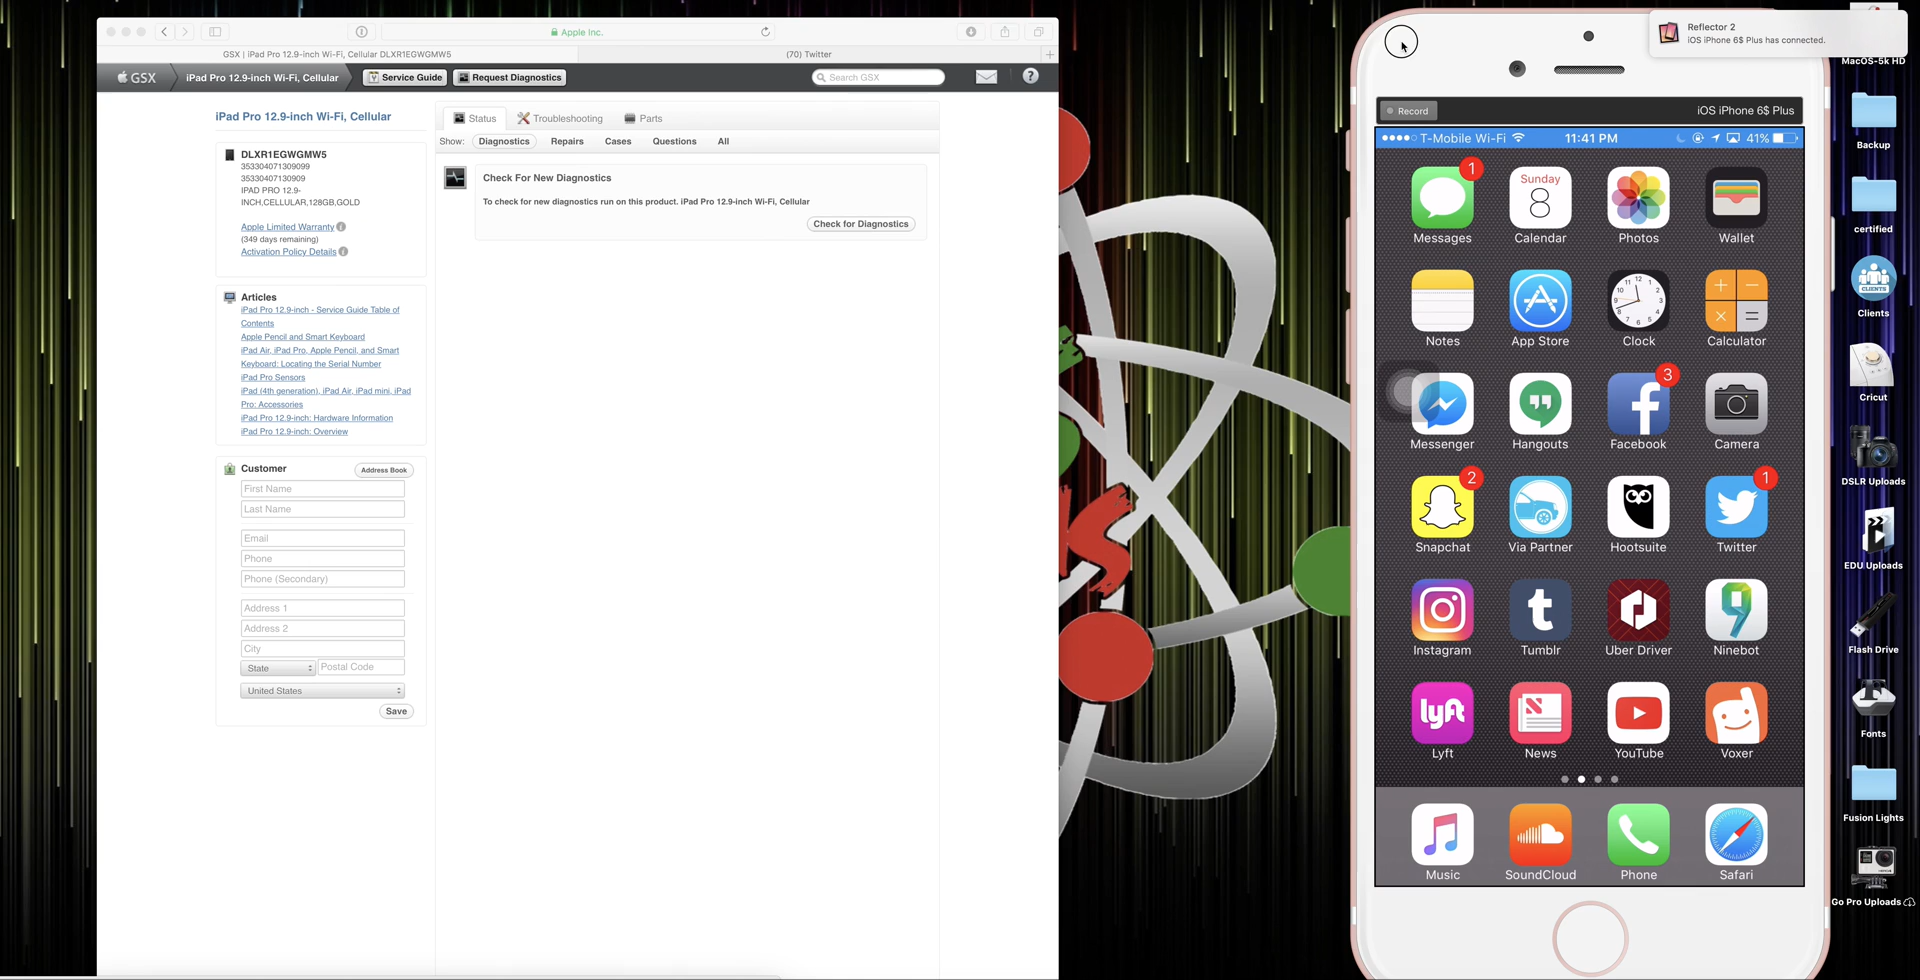 Apple Inc.
GSX | iPad Pro 12.9-inch Wi-Fi, Cellular DLXR1EGWGMW5
(70) Twitter
GSX
iPad Pro 12.9-inch Wi-Fi, Cellular
Service Guide
Request Diagnostics
Search GSX
?
iPad Pro 12.9-inch Wi-Fi, Cellular
DLXR1EGWGMW5
353304071309099
35330407130909
IPAD PRO 12.9-
INCH,CELLULAR,128GB,GOLD
Apple Limited Warranty
(349 days remaining)
Activation Policy Details
Articles
iPad Pro 12.9-inch - Service Guide Table of
Contents
Apple Pencil and Smart Keyboard
iPad Air, iPad Pro, Apple Pencil, and Smart
Keyboard: Locating the Serial Number
iPad Pro Sensors
iPad (4th generation), iPad Air, iPad mini, iPad
Pro: Accessories
iPad Pro 12.9-inch: Hardware Information
iPad Pro 12.9-inch: Overview
Customer
Address Book
First Name
Last Name
Email
Phone
Phone (Secondary)
Address 1
Address 2
City
State
Postal Code
United States
Save
Status
Troubleshooting
Parts
Show:
Diagnostics
Repairs
Cases
Questions
All
Check For New Diagnostics
To check for new diagnostics run on this product. iPad Pro 12.9-inch Wi-Fi, Cellular
Check for Diagnostics
Reflector 2
iOS iPhone 6$ Plus has connected.
Record
iOS iPhone 6$ Plus
T-Mobile Wi-Fi
11:41 PM
41%
1
Messages
Sunday
8
Calendar
Photos
Wallet
Notes
App Store
Clock
Calculator
Messenger
Hangouts
3
Facebook
Camera
2
Snapchat
Via Partner
Hootsuite
1
Twitter
Instagram
Tumblr
Uber Driver
Ninebot
lyft
Lyft
News
YouTube
Voxer
Music
SoundCloud
Phone
Safari
MacOS-5k HD
Backup
certified
CLIENTS
Clients
Cricut
DSLR Uploads
EDU Uploads
Flash Drive
Fonts
Fusion Lights
Go Pro Uploads